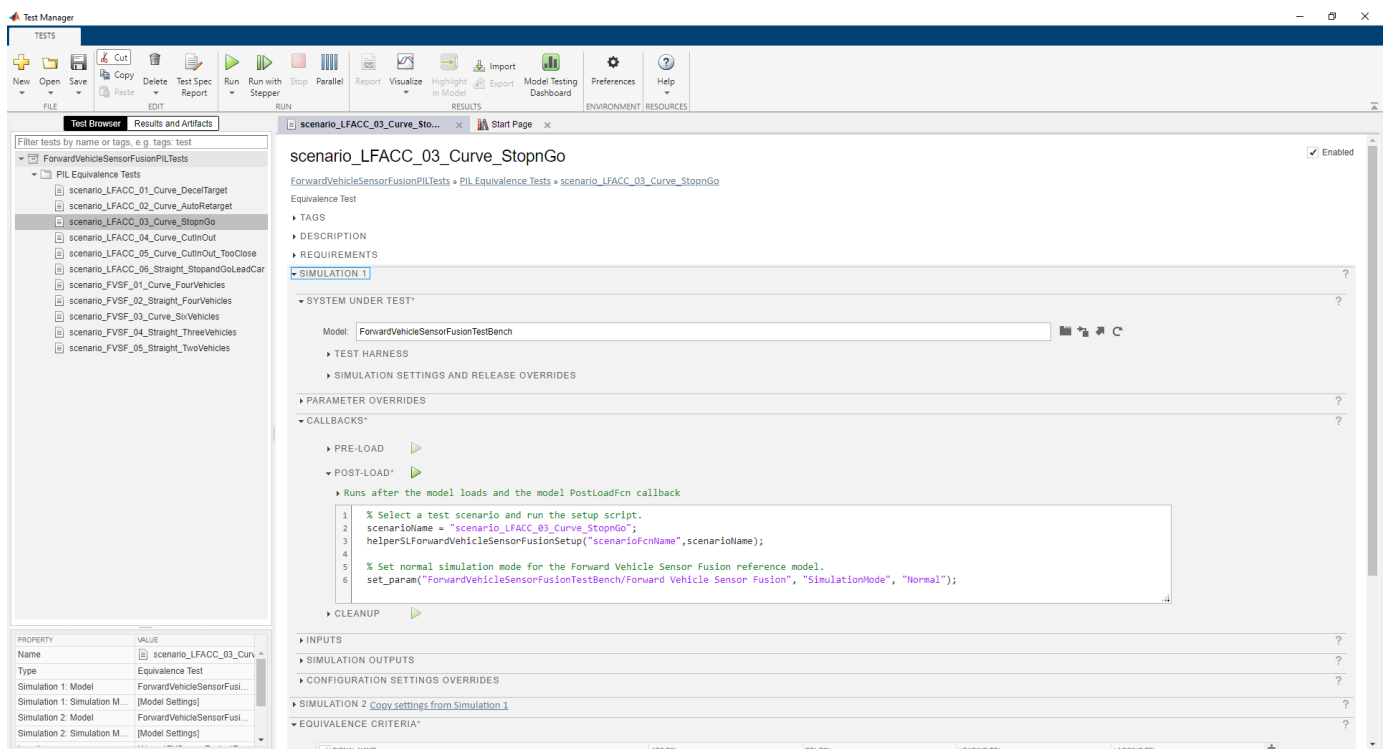 Test Manager
TESTS
New Open Save Cut Copy Paste Delete Test Spec Report Run Run with Stepper Stop Parallel Report Visualize Highlight in Model Import Export Model Testing Dashboard Preferences Help
FILE EDIT RUN RESULTS ENVIRONMENT RESOURCES
Test Browser Results and Artifacts
Filter tests by name or tags, e.g. tags: test
ForwardVehicleSensorFusionPILTests
PIL Equivalence Tests
scenario_LFACC_01_Curve_DecelTarget
scenario_LFACC_02_Curve_AutoRetarget
scenario_LFACC_03_Curve_StopnGo
scenario_LFACC_04_Curve_CutInOut
scenario_LFACC_05_Curve_CutInOut_TooClose
scenario_LFACC_06_Straight_StopandGoLeadCar
scenario_FVSF_01_Curve_FourVehicles
scenario_FVSF_02_Straight_FourVehicles
scenario_FVSF_03_Curve_SixVehicles
scenario_FVSF_04_Straight_ThreeVehicles
scenario_FVSF_05_Straight_TwoVehicles
PROPERTY VALUE
Name scenario_LFACC_03_Curv
Type Equivalence Test
Simulation 1: Model ForwardVehicleSensorFusi...
Simulation 1: Simulation M... [Model Settings]
Simulation 2: Model ForwardVehicleSensorFusi...
Simulation 2: Simulation M... [Model Settings]
scenario_LFACC_03_Curve_Sto... × Start Page ×
scenario_LFACC_03_Curve_StopnGo
Enabled
ForwardVehicleSensorFusionPILTests » PIL Equivalence Tests » scenario_LFACC_03_Curve_StopnGo
Equivalence Test
TAGS
DESCRIPTION
REQUIREMENTS
SIMULATION 1 ?
SYSTEM UNDER TEST* ?
Model: ForwardVehicleSensorFusionTestBench
TEST HARNESS
SIMULATION SETTINGS AND RELEASE OVERRIDES
PARAMETER OVERRIDES ?
CALLBACKS* ?
PRE-LOAD
POST-LOAD*
Runs after the model loads and the model PostLoadFcn callback
1 % Select a test scenario and run the setup script.
2 scenarioName = "scenario_LFACC_03_Curve_StopnGo";
3 helperSLForwardVehicleSensorFusionSetup("scenarioFcnName",scenarioName);
4
5 % Set normal simulation mode for the Forward Vehicle Sensor Fusion reference model.
6 set_param("ForwardVehicleSensorFusionTestBench/Forward Vehicle Sensor Fusion", "SimulationMode", "Normal");
CLEANUP
INPUTS ?
SIMULATION OUTPUTS ?
CONFIGURATION SETTINGS OVERRIDES ?
SIMULATION 2 Copy settings from Simulation 1 ?
EQUIVALENCE CRITERIA* ?